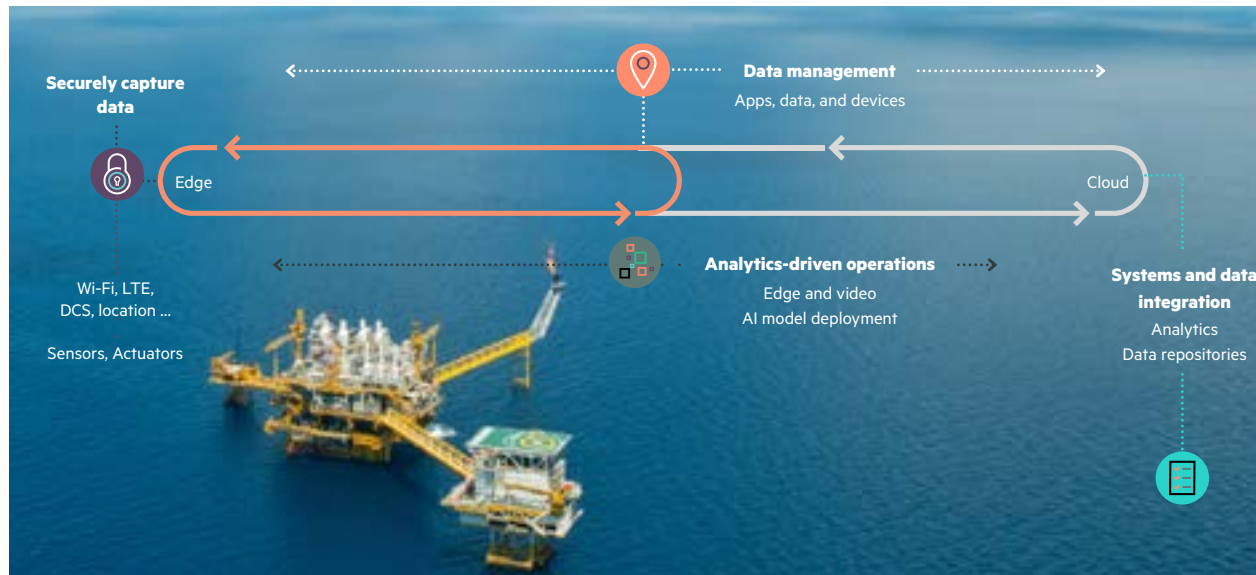 Securely capture
data
Data management
Apps, data, and devices
Edge
Cloud
Analytics-driven operations
Edge and video
AI model deployment
Wi-Fi, LTE,
DCS, location ...
Sensors, Actuators
Systems and data
integration
Analytics
Data repositories